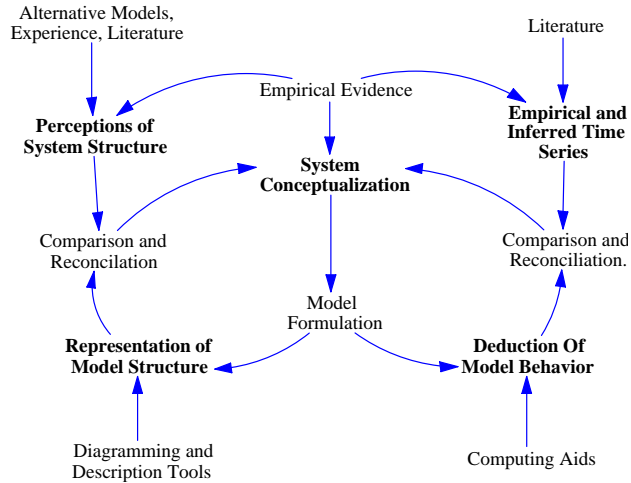 Alternative Models,
Experience, Literature
Literature
Empirical Evidence
Perceptions of
System Structure
Empirical and
Inferred Time
Series
System
Conceptualization
Comparison and
Reconcilation
Comparison and
Reconciliation.
Model
Formulation
Representation of
Model Structure
Deduction Of
Model Behavior
Diagramming and
Description Tools
Computing Aids